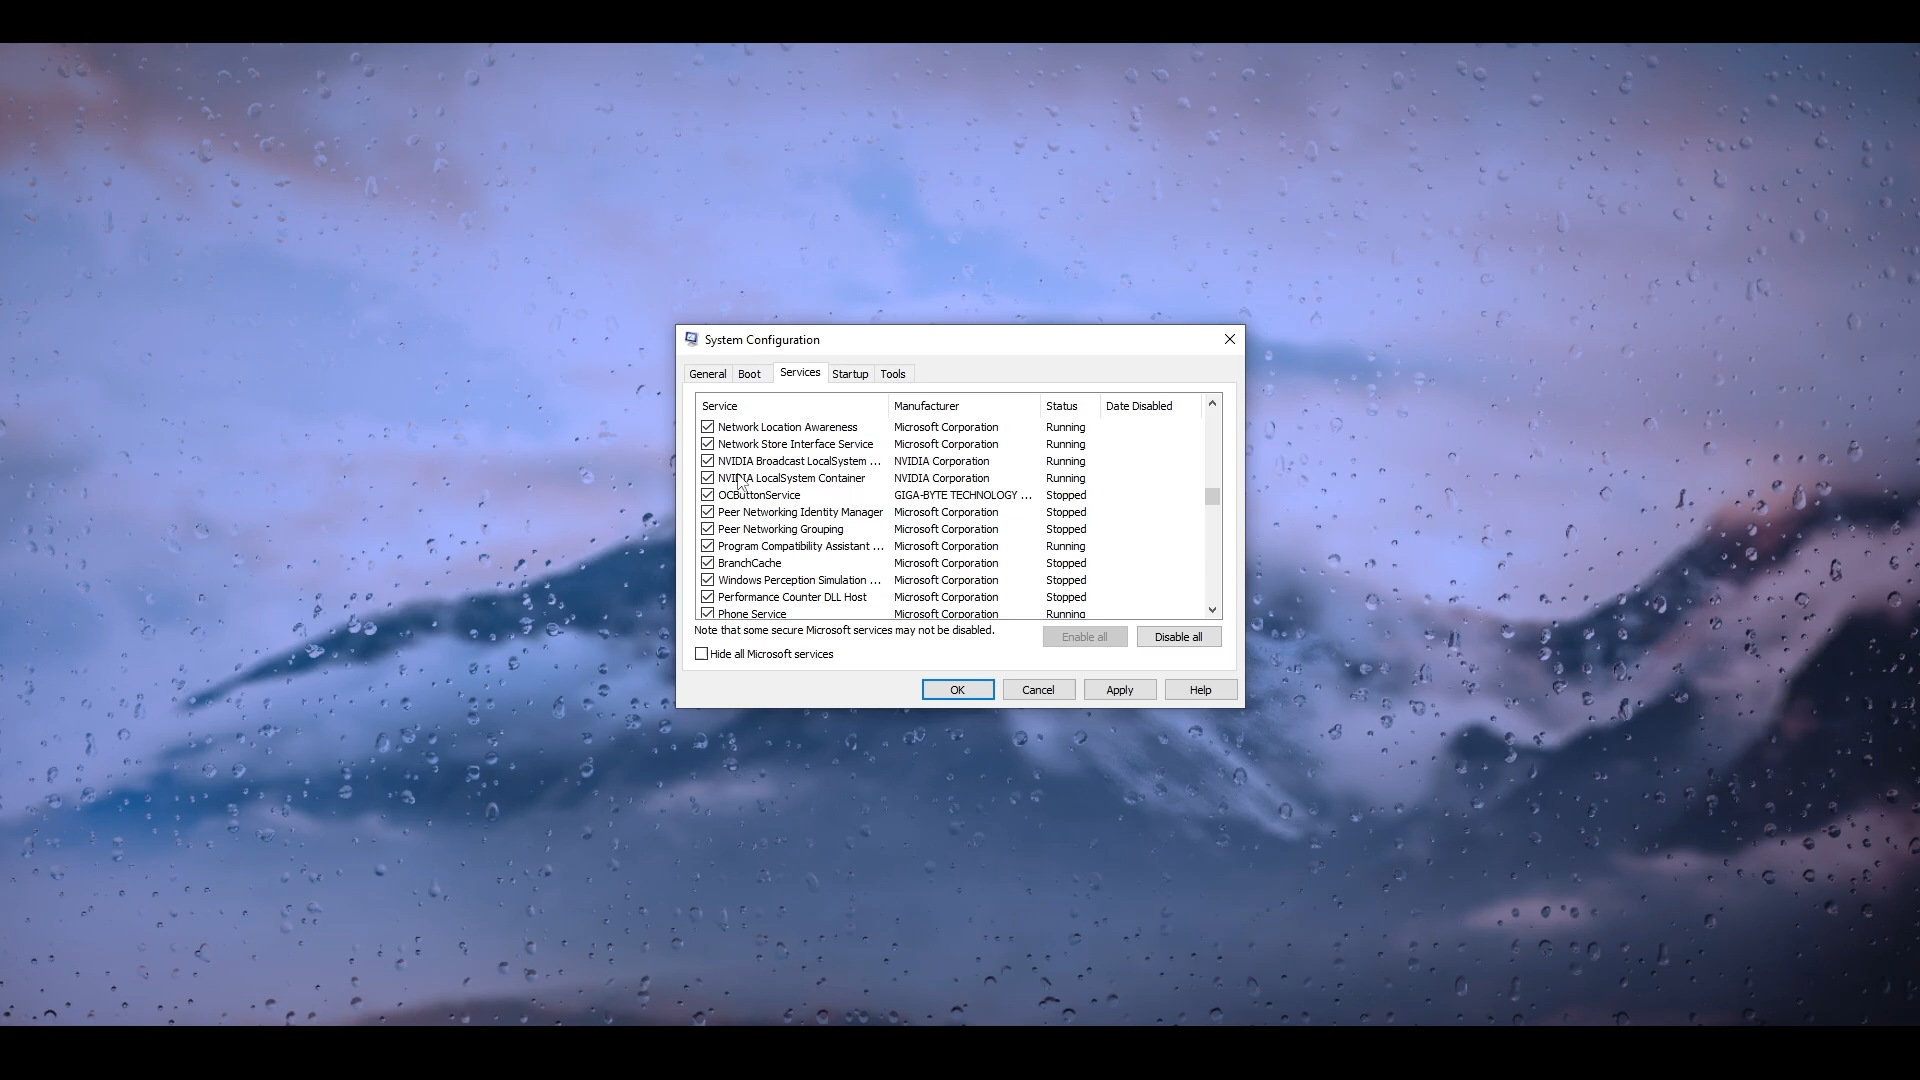 System Configuration
General Boot Services Startup Tools
Service Manufacturer Status Date Disabled
Network Location Awareness Microsoft Corporation Running
Network Store Interface Service Microsoft Corporation Running
NVIDIA Broadcast LocalSystem ... NVIDIA Corporation Running
NVIDIA LocalSystem Container NVIDIA Corporation Running
OCButtonService GIGA-BYTE TECHNOLOGY ... Stopped
Peer Networking Identity Manager Microsoft Corporation Stopped
Peer Networking Grouping Microsoft Corporation Stopped
Program Compatibility Assistant ... Microsoft Corporation Running
BranchCache Microsoft Corporation Stopped
Windows Perception Simulation ... Microsoft Corporation Stopped
Performance Counter DLL Host Microsoft Corporation Stopped
Phone Service Microsoft Corporation Running
Note that some secure Microsoft services may not be disabled.
Enable all Disable all
Hide all Microsoft services
OK Cancel Apply Help